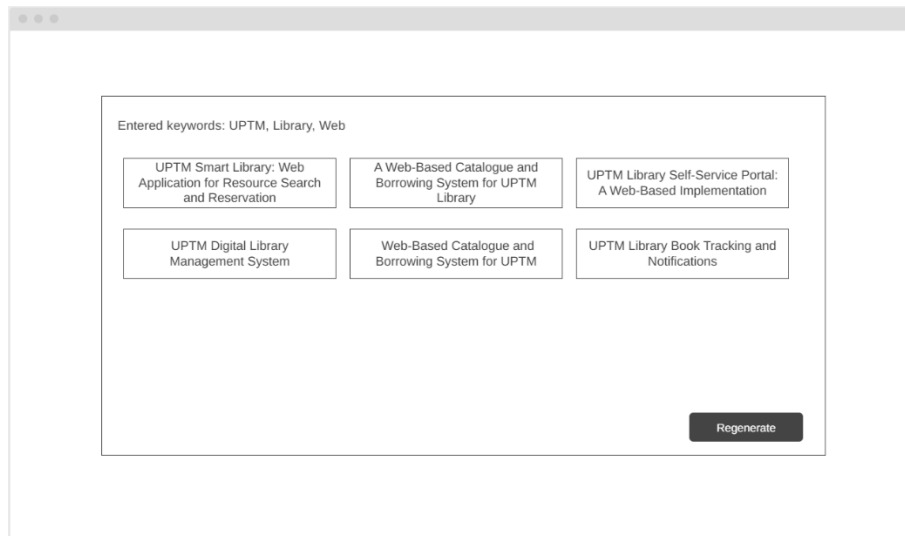 Entered keywords: UPTM, Library, Web
UPTM Smart Library: Web
Application for Resource Search
and Reservation
A Web-Based Catalogue and
Borrowing System for UPTM
Library
UPTM Library Self-Service Portal:
A Web-Based Implementation
UPTM Digital Library
Management System
Web-Based Catalogue and
Borrowing System for UPTM
UPTM Library Book Tracking and
Notifications
Regenerate